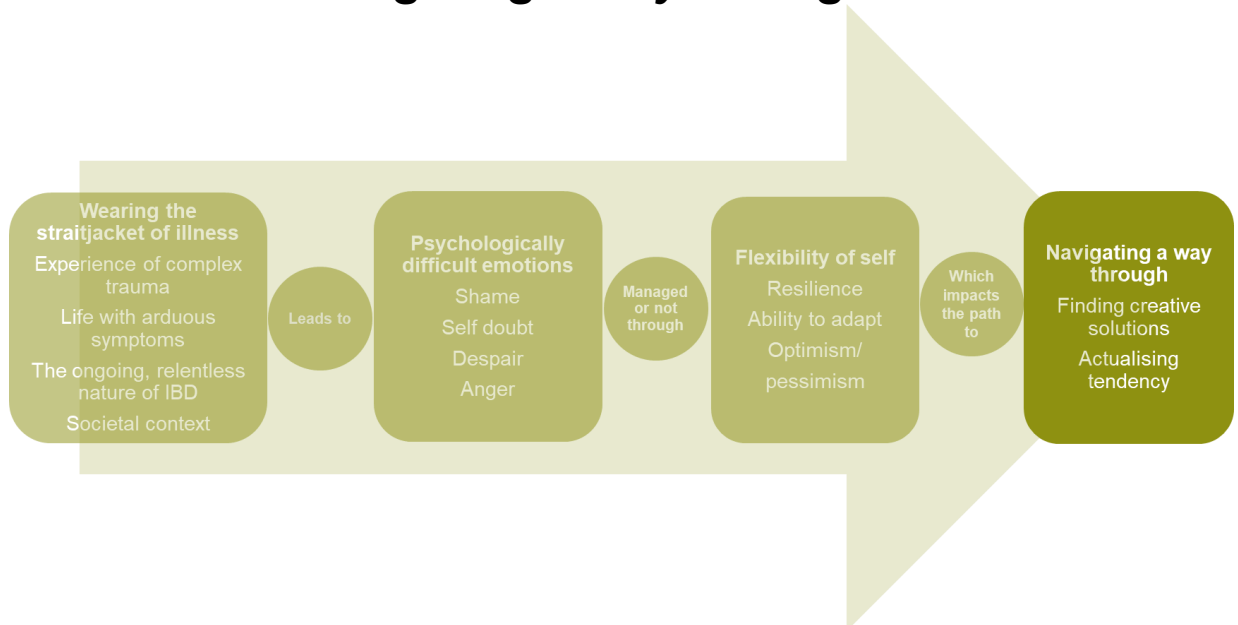 Wearing the
straitjacket of illness
Experience of complex
trauma
Life with arduous
symptoms
The ongoing, relentless
nature of IBD
Societal context
Leads to
Psychologically
difficult emotions
Shame
Self doubt
Despair
Anger
Managed
or not
through
Flexibility of self
Resilience
Ability to adapt
Optimism/
pessimism
Which
impacts
the path
to
Navigating a way
through
Finding creative
solutions
Actualising
tendency